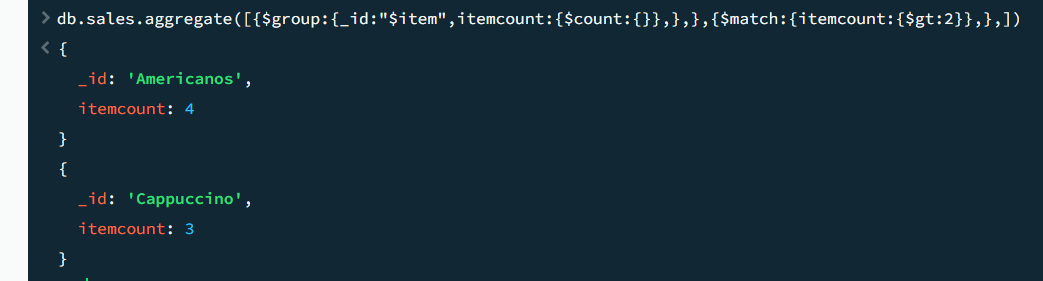 > db.sales.aggregate([{$group:{_id:"$item",itemcount:{$count:{}},},},{$match:{itemcount:{$gt:2}},},])
< {
_id: 'Americanos',
itemcount: 4
}
{
_id: 'Cappuccino',
itemcount: 3
}